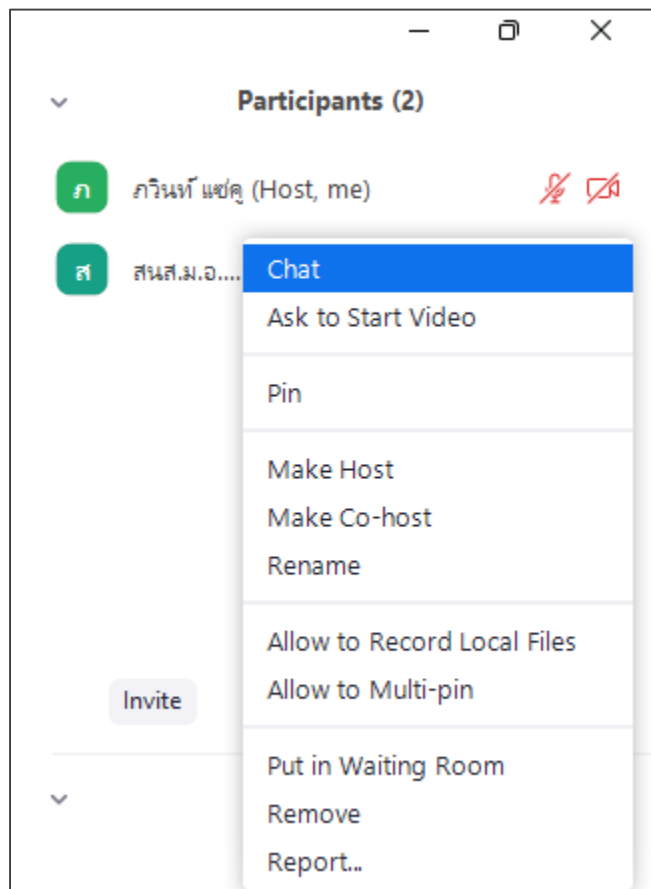 Participants (2)
ภ ภวินท์ แซ่คู (Host, me)
ส สนส.ม.อ....
Chat
Ask to Start Video
Pin
Make Host
Make Co-host
Rename
Allow to Record Local Files
Allow to Multi-pin
Invite
Put in Waiting Room
Remove
Report...